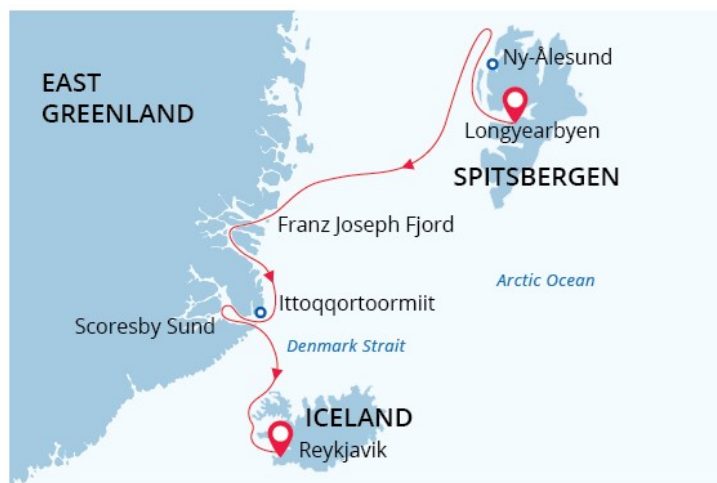 EAST
GREENLAND
Ny-Ålesund
Longyearbyen
SPITSBERGEN
Franz Joseph Fjord
Arctic Ocean
Ittoqqortoormiit
Scoresby Sund
Denmark Strait
ICELAND
Reykjavik